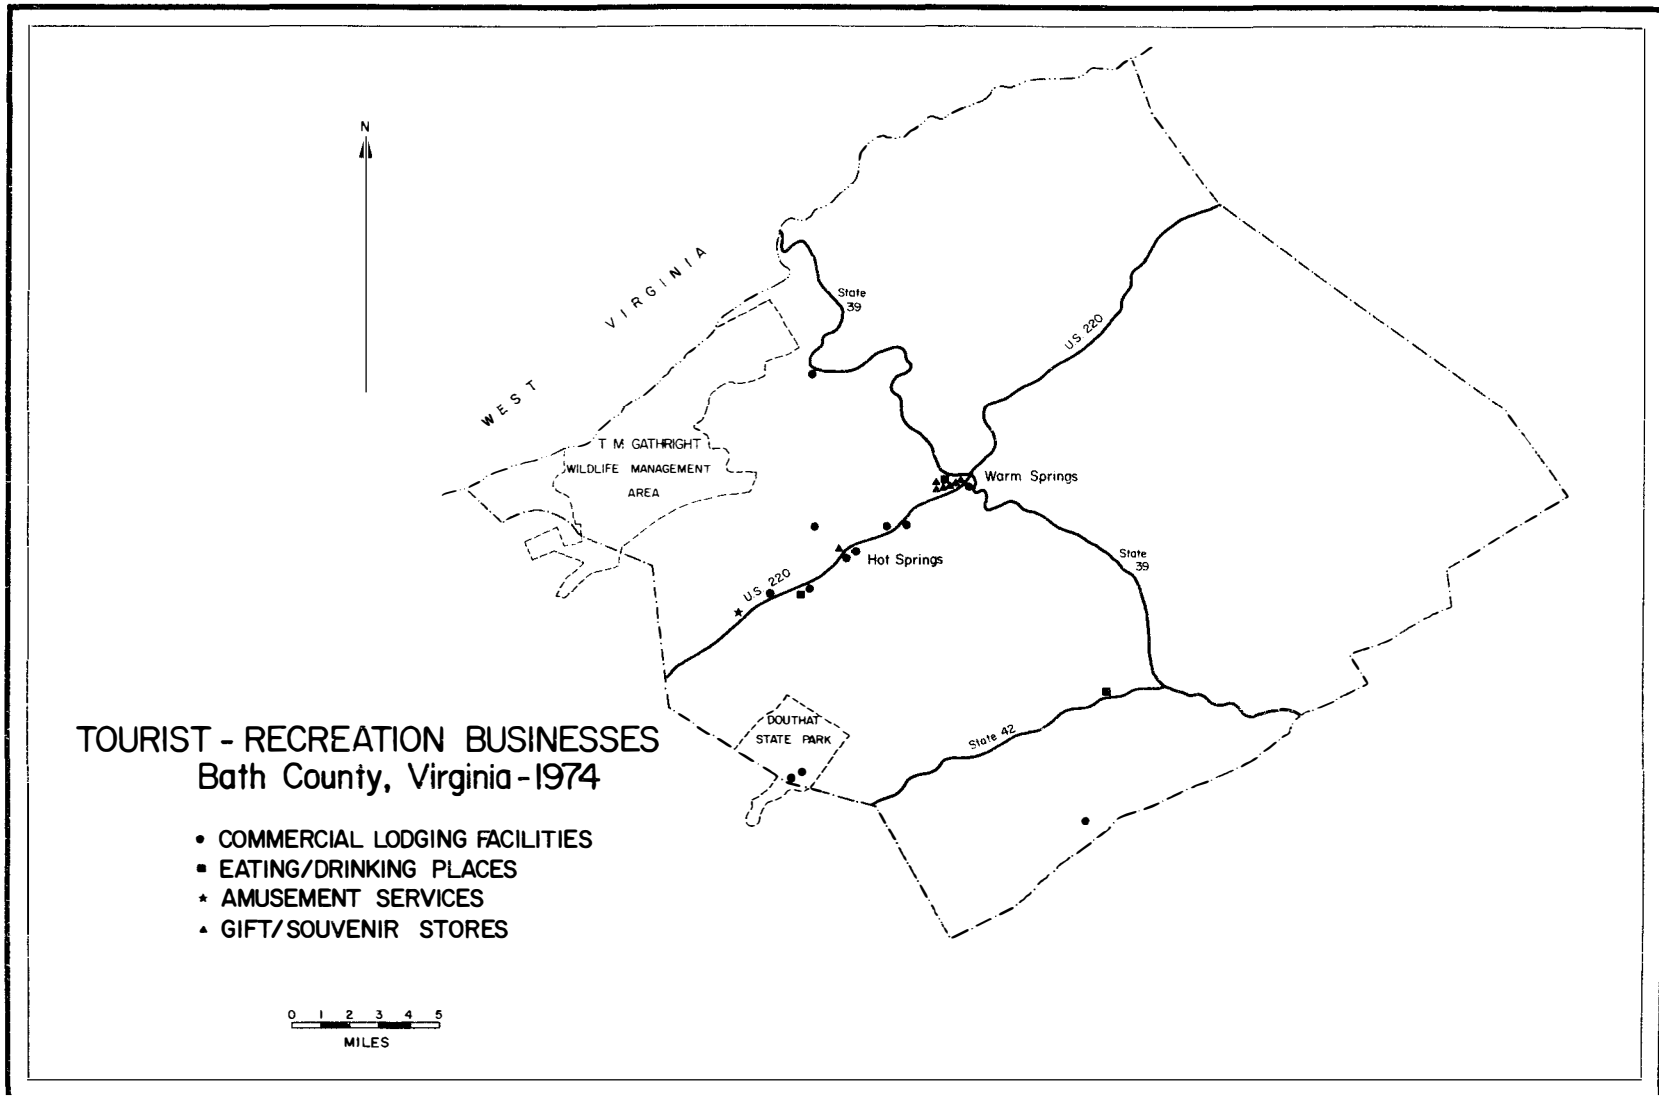 N
WEST VIRGINIA
State
39
U.S. 220
T M GATHRIGHT
WILDLIFE MANAGEMENT
AREA
Warm Springs
Hot Springs
State
39
U.S. 220
DOUTHAT
STATE PARK
State 42
TOURIST - RECREATION BUSINESSES
Bath County, Virginia - 1974
COMMERCIAL LODGING FACILITIES
EATING/DRINKING PLACES
AMUSEMENT SERVICES
GIFT/SOUVENIR STORES
0 1 2 3 4 5
MILES